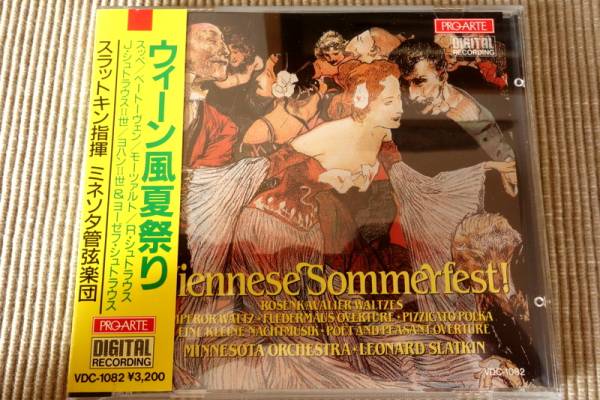 ウィーン風夏祭り
スッペ/ベートーヴェン/モーツァルト/R・シュトラウス
J・シュトラウスII世/ヨハンII世&ヨーゼフ・シュトラウス
スラットキン指揮 ミネソタ管弦楽団
PRO-ARTE
DIGITAL
RECORDING
VDC-1082 ¥3,200
PRO-ARTE
DIGITAL
RECORDING
iennese Sommerfest!
ROSENKAVALIER WALTZES
MPEROR WALTZ・FLEDERMAUS OVERTURE・PIZZICATO POLKA
EINE KLEINE NACHTMUSIK・POET AND PEASANT OVERTURE
MINNESOTA ORCHESTRA・LEONARD SLATKIN
VDC-1082